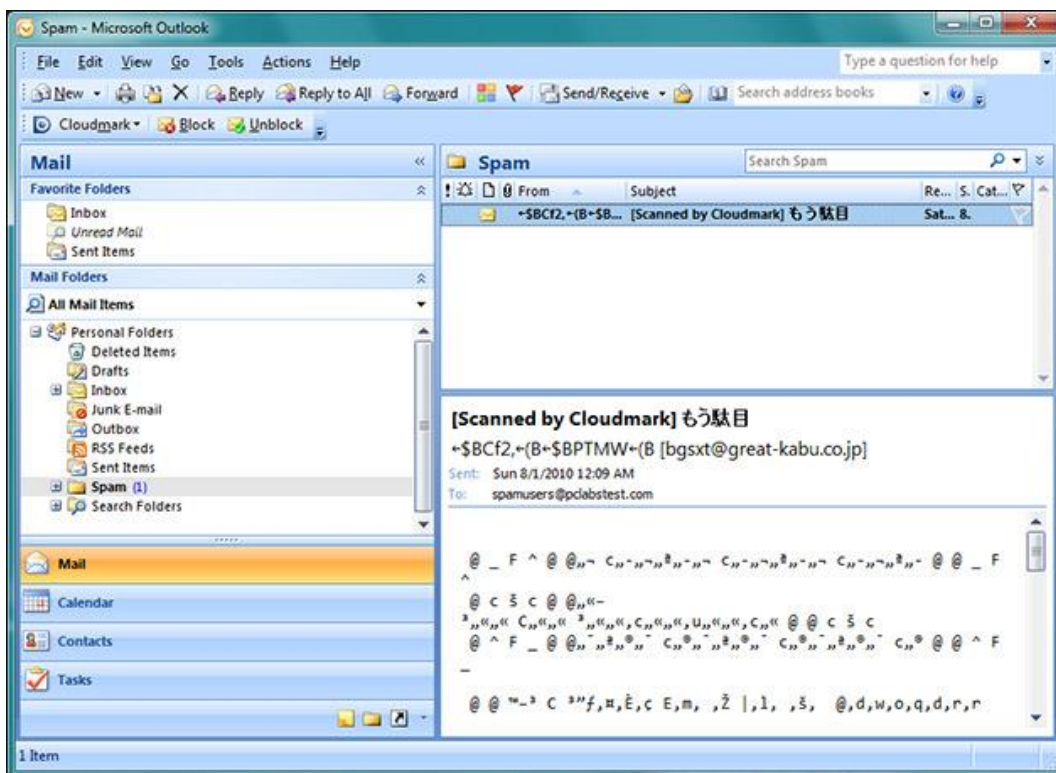 Spam - Microsoft Outlook
File Edit View Go Tools Actions Help
Type a question for help
New Reply Reply to All Forward Send/Receive Search address books
Cloudmark Block Unblock
Mail
Favorite Folders
Inbox
Unread Mail
Sent Items
Mail Folders
All Mail Items
Personal Folders
Deleted Items
Drafts
Inbox
Junk E-mail
Outbox
RSS Feeds
Sent Items
Spam (1)
Search Folders
Mail
Calendar
Contacts
Tasks
Spam
Search Spam
! From Subject Re... S. Cat...
←$BCf2,←(B←$B... [Scanned by Cloudmark] もう駄目 Sat... 8.
[Scanned by Cloudmark] もう駄目
←$BCf2,←(B←$BPTMW←(B [bgsxt@great-kabu.co.jp]
Sent: Sun 8/1/2010 12:09 AM
To: spamusers@pclabstest.com
1 Item